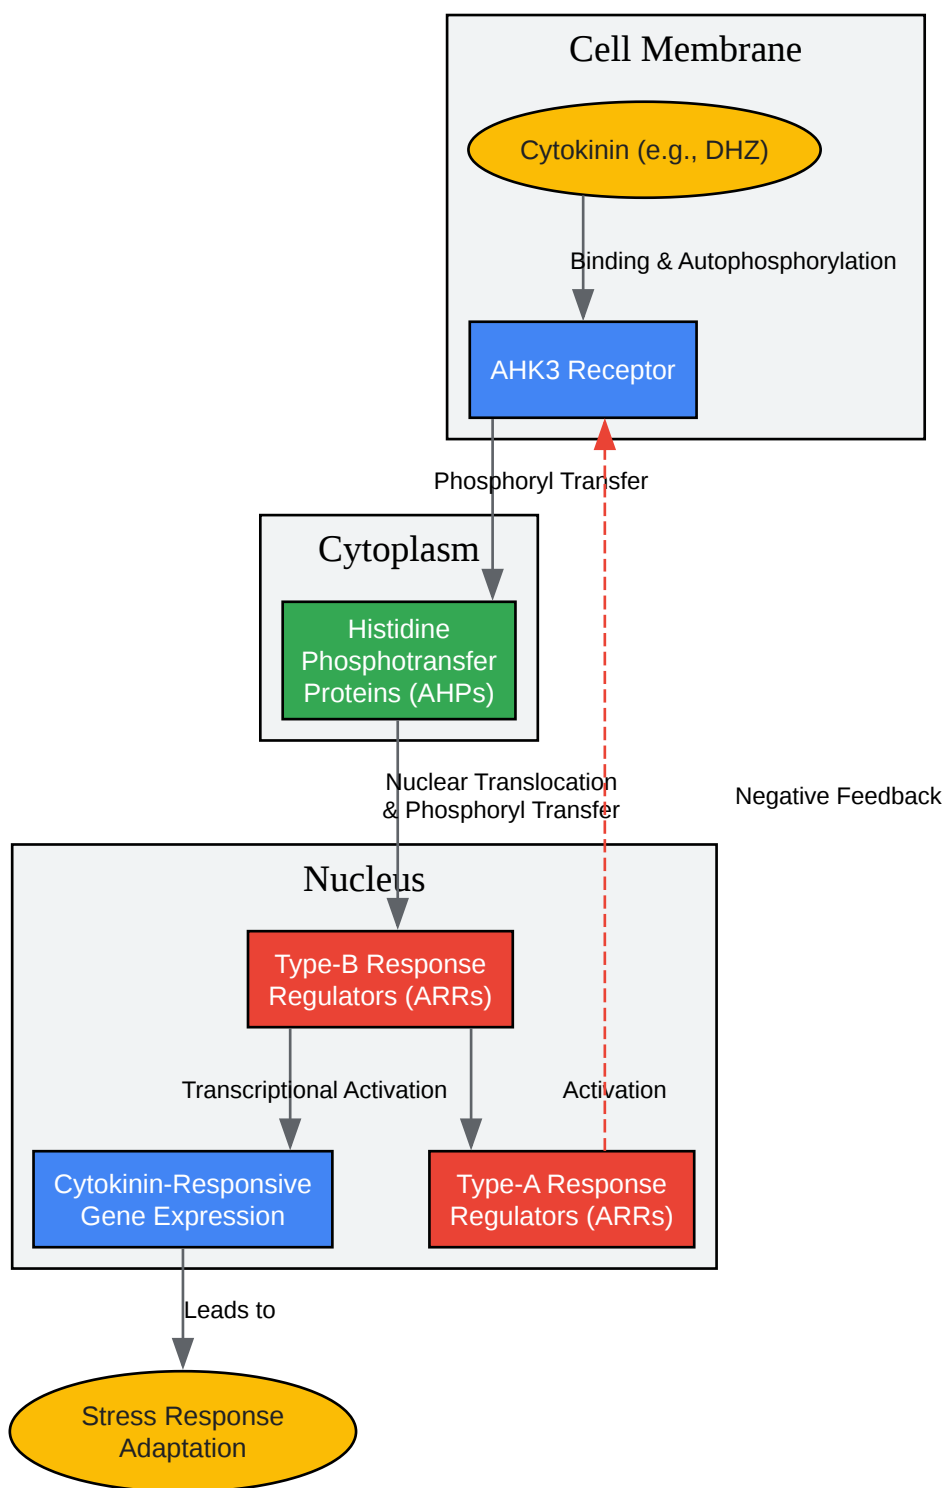 Cell Membrane
Cytokinin (e.g., DHZ)
Binding & Autophosphorylation
AHK3 Receptor
Phosphoryl Transfer
Cytoplasm
Histidine
Phosphotransfer
Proteins (AHPs)
Nuclear Translocation
& Phosphoryl Transfer
Negative Feedback
Nucleus
Type-B Response
Regulators (ARRs)
Transcriptional Activation
Activation
Cytokinin-Responsive
Gene Expression
Type-A Response
Regulators (ARRs)
Leads to
Stress Response
Adaptation